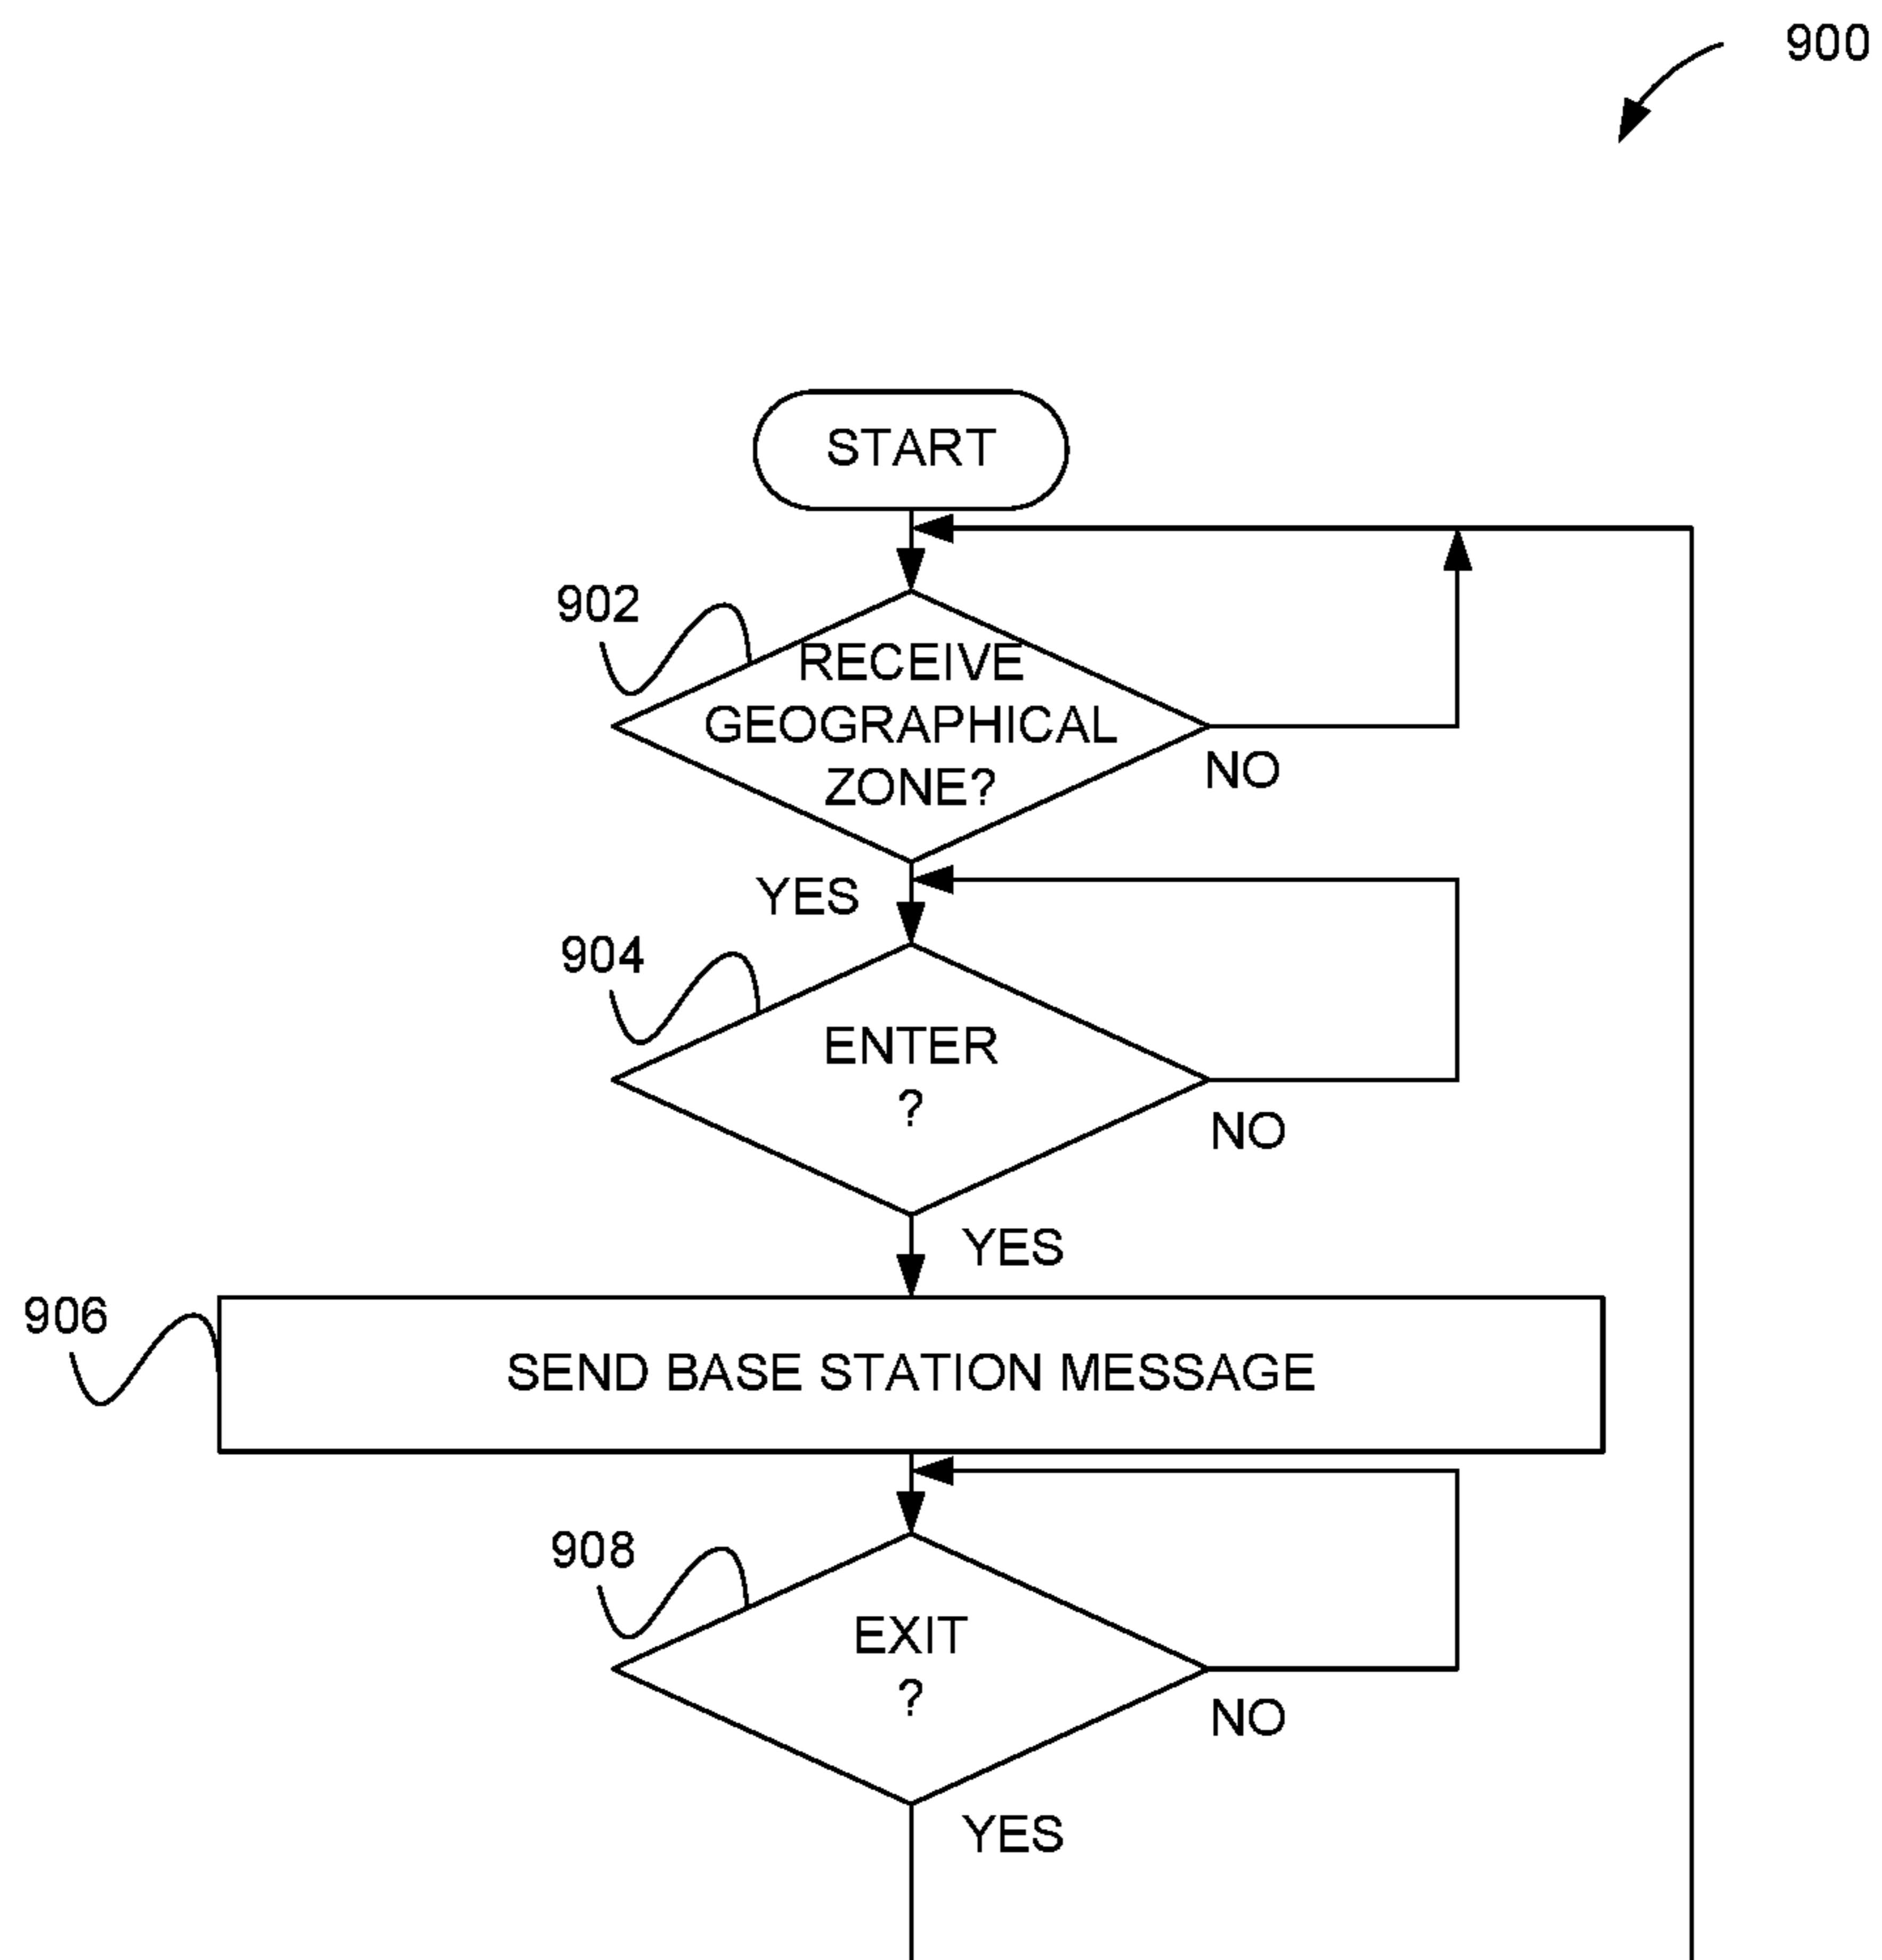 900
START
902
RECEIVE
GEOGRAPHICAL
ZONE?
NO
YES
904
ENTER
?
NO
YES
906
SEND BASE STATION MESSAGE
908
EXIT
?
NO
YES